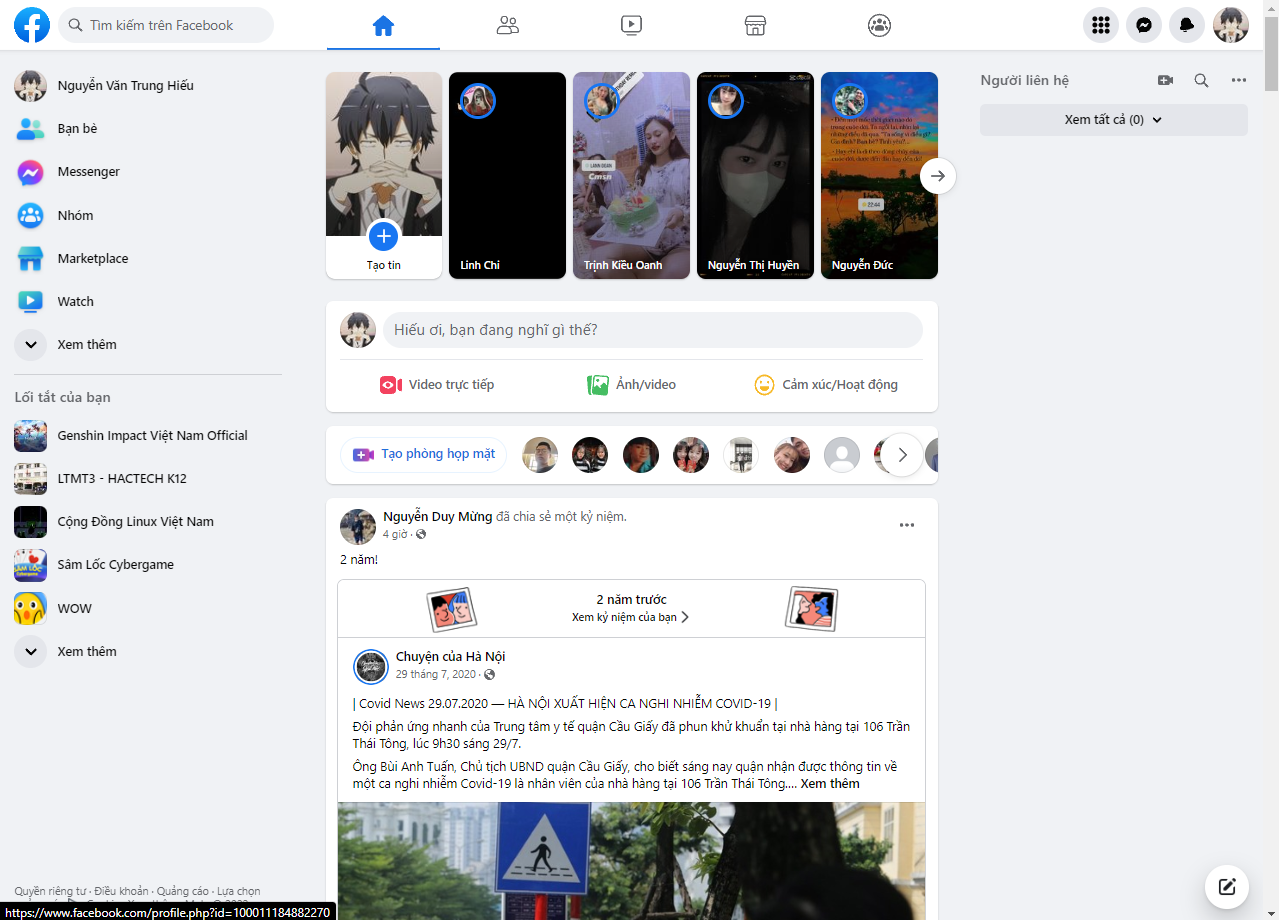 Tìm kiếm trên Facebook
Nguyễn Văn Trung Hiếu
Bạn bè
Messenger
Nhóm
Marketplace
Watch
Xem thêm
Lối tắt của bạn
Genshin Impact Việt Nam Official
LTMT3 - HACTECH K12
Cộng Đồng Linux Việt Nam
Sâm Lốc Cybergame
WOW
Xem thêm
Quyền riêng tư · Điều khoản · Quảng cáo · Lựa chọn
https://www.facebook.com/profile.php?id=100011184882270
Tạo tin
Linh Chi
Trịnh Kiều Oanh
Nguyễn Thị Huyền
22:44
Nguyễn Đức
Hiếu ơi, bạn đang nghĩ gì thế?
Video trực tiếp
Ảnh/video
Cảm xúc/Hoạt động
Tạo phòng họp mặt
Nguyễn Duy Mừng đã chia sẻ một kỷ niệm.
4 giờ ·
2 năm!
2 năm trước
Xem kỷ niệm của bạn
Chuyện của Hà Nội
29 tháng 7, 2020 ·
| Covid News 29.07.2020 — HÀ NỘI XUẤT HIỆN CA NGHI NHIỄM COVID-19 |
Đội phản ứng nhanh của Trung tâm y tế quận Cầu Giấy đã phun khử khuẩn tại nhà hàng tại 106 Trần
Thái Tông, lúc 9h30 sáng 29/7.
Ông Bùi Anh Tuấn, Chủ tịch UBND quận Cầu Giấy, cho biết sáng nay quận nhận được thông tin về
một ca nghi nhiễm Covid-19 là nhân viên của nhà hàng tại 106 Trần Thái Tông.... Xem thêm
Người liên hệ
Xem tất cả (0)